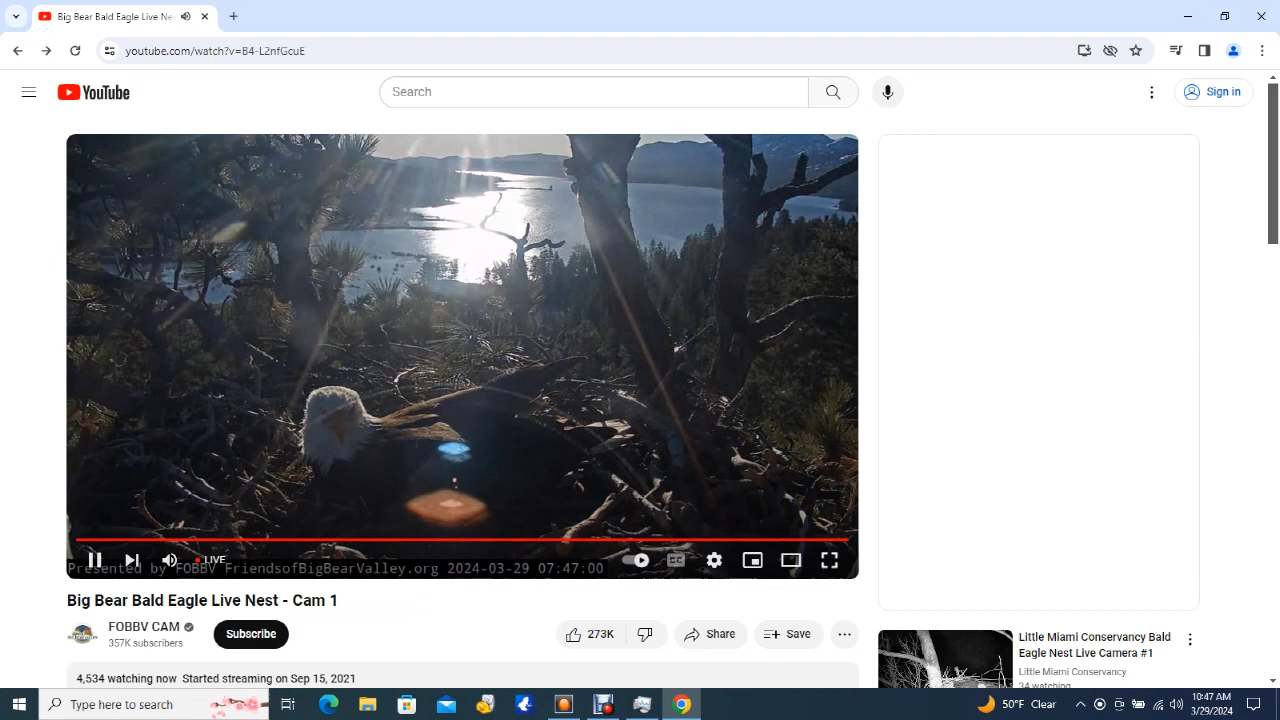 Big Bear Bald Eagle Live Ne
youtube.com/watch?v=B4-L2nfGcuE
YouTube
Search
Sign in
LIVE
CC
Presented by FOBBV FriendsofBigBearValley.org 2024-03-29 07:47:00
Big Bear Bald Eagle Live Nest - Cam 1
FOBBV CAM
357K subscribers
Subscribe
273K
Share
Save
4,534 watching now Started streaming on Sep 15, 2021
Little Miami Conservancy Bald
Eagle Nest Live Camera #1
Little Miami Conservancy
34 watching
Type here to search
50°F Clear
10:47 AM
3/29/2024